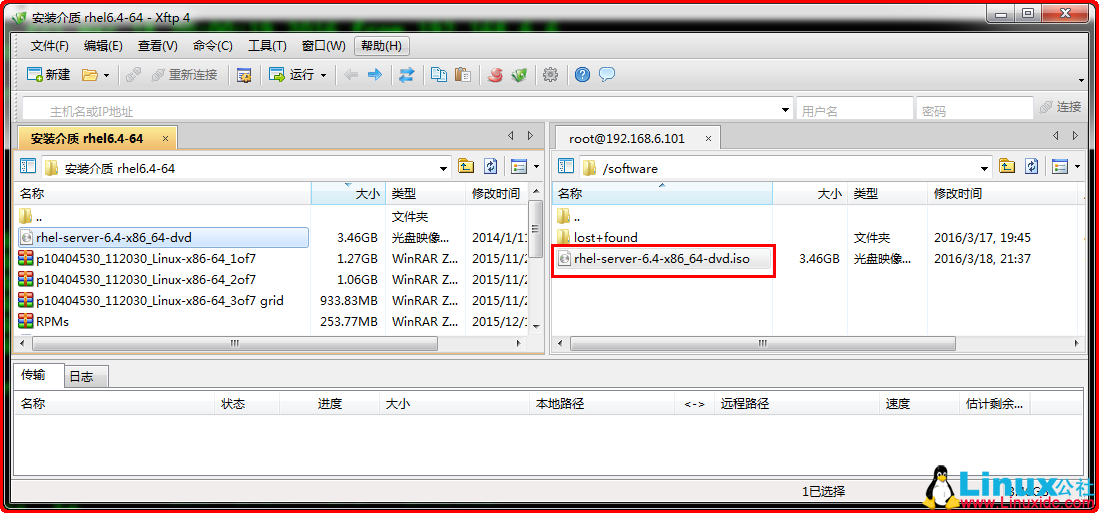 安装介质 rhel6.4-64 - Xftp 4
文件(F) 编辑(E) 查看(V) 命令(C) 工具(T) 窗口(W) 帮助(H)
新建 重新连接 运行
主机名或IP地址 用户名 密码 连接
安装介质 rhel6.4-64 ×
安装介质 rhel6.4-64
名称 大小 类型 修改时间
.. 文件夹
rhel-server-6.4-x86_64-dvd 3.46GB 光盘映像... 2014/1/11
p10404530_112030_Linux-x86-64_1of7 1.27GB WinRAR Z... 2015/11/2
p10404530_112030_Linux-x86-64_2of7 1.06GB WinRAR Z... 2015/11/2
p10404530_112030_Linux-x86-64_3of7 grid 933.83MB WinRAR Z... 2015/11/2
RPMs 253.77MB WinRAR Z... 2015/12/1
root@192.168.6.101 ×
/software
名称 大小 类型 修改时间
..
lost+found 文件夹 2016/3/17, 19:45
rhel-server-6.4-x86_64-dvd.iso 3.46GB 光盘映像... 2016/3/18, 21:37
传输 日志
名称 状态 进度 大小 本地路径 <-> 远程路径 速度 估计剩余...
1已选择
Linux公社
www.Linuxidc.com